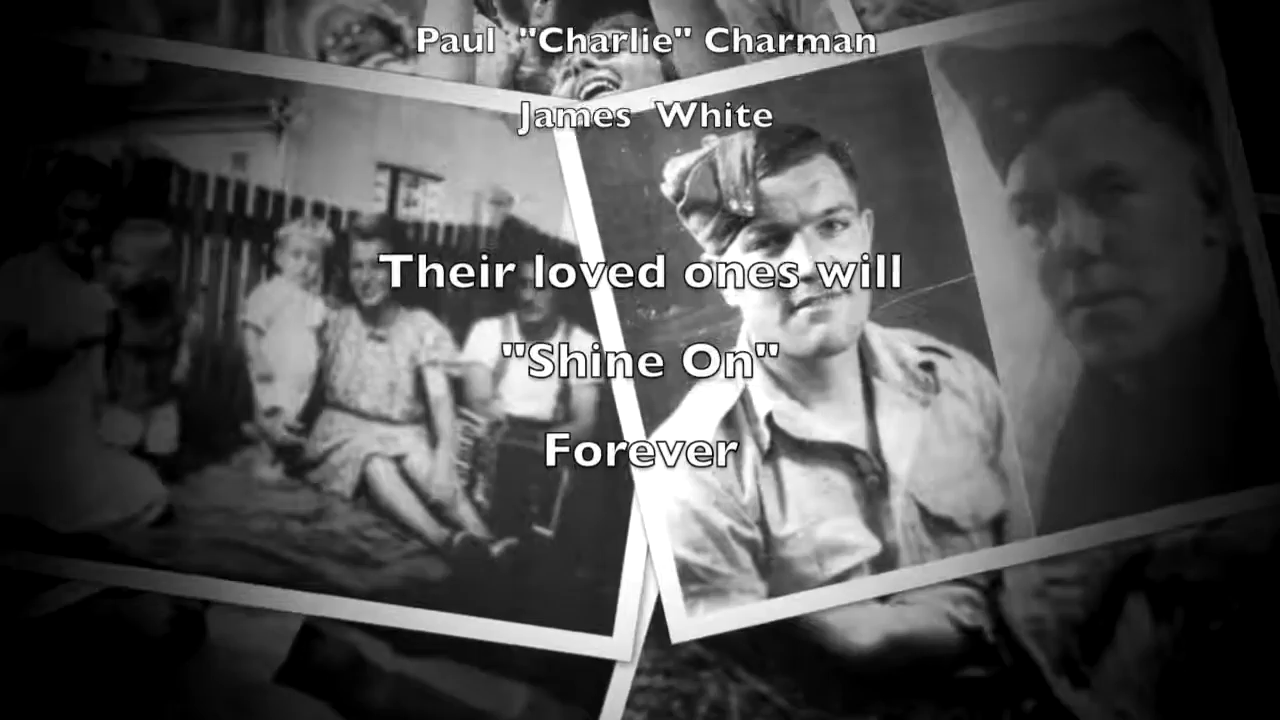 Paul "Charlie" Charman
James White
Their loved ones will
"Shine On"
Forever